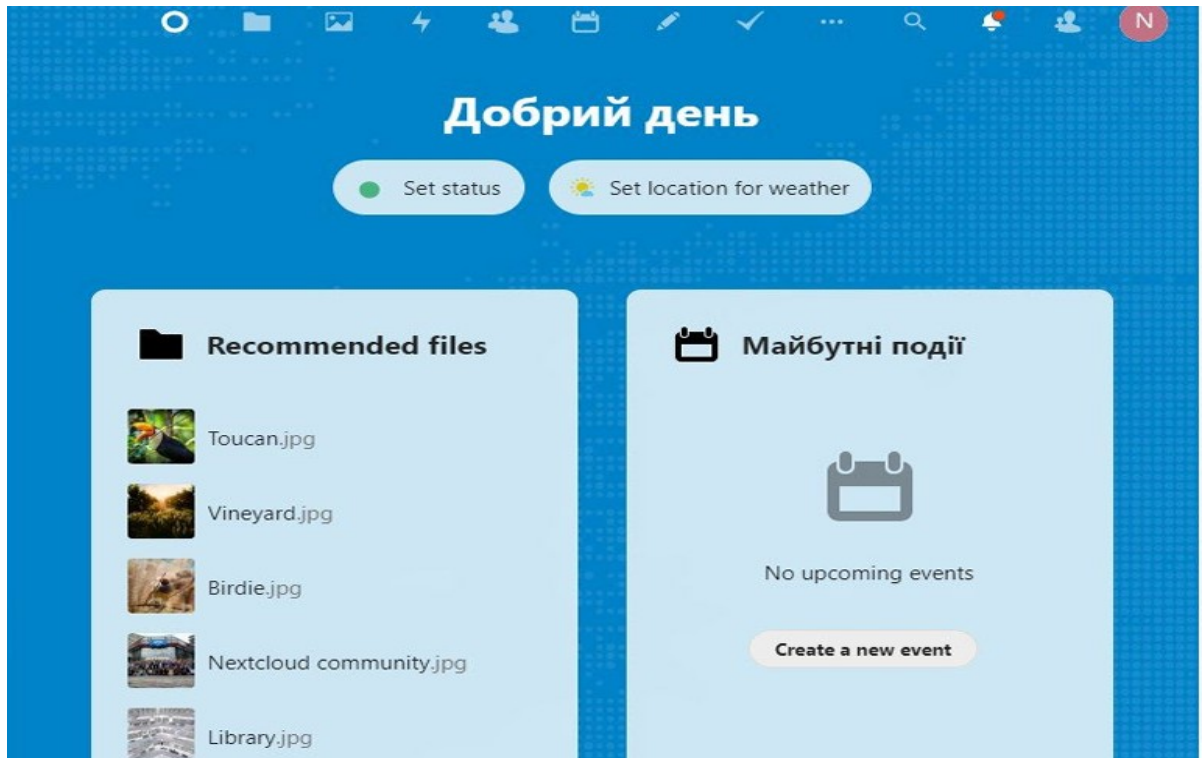 N
Добрий день
Set status
Set location for weather
Recommended files
Toucan.jpg
Vineyard.jpg
Birdie.jpg
Nextcloud community.jpg
Library.jpg
Майбутні події
No upcoming events
Create a new event